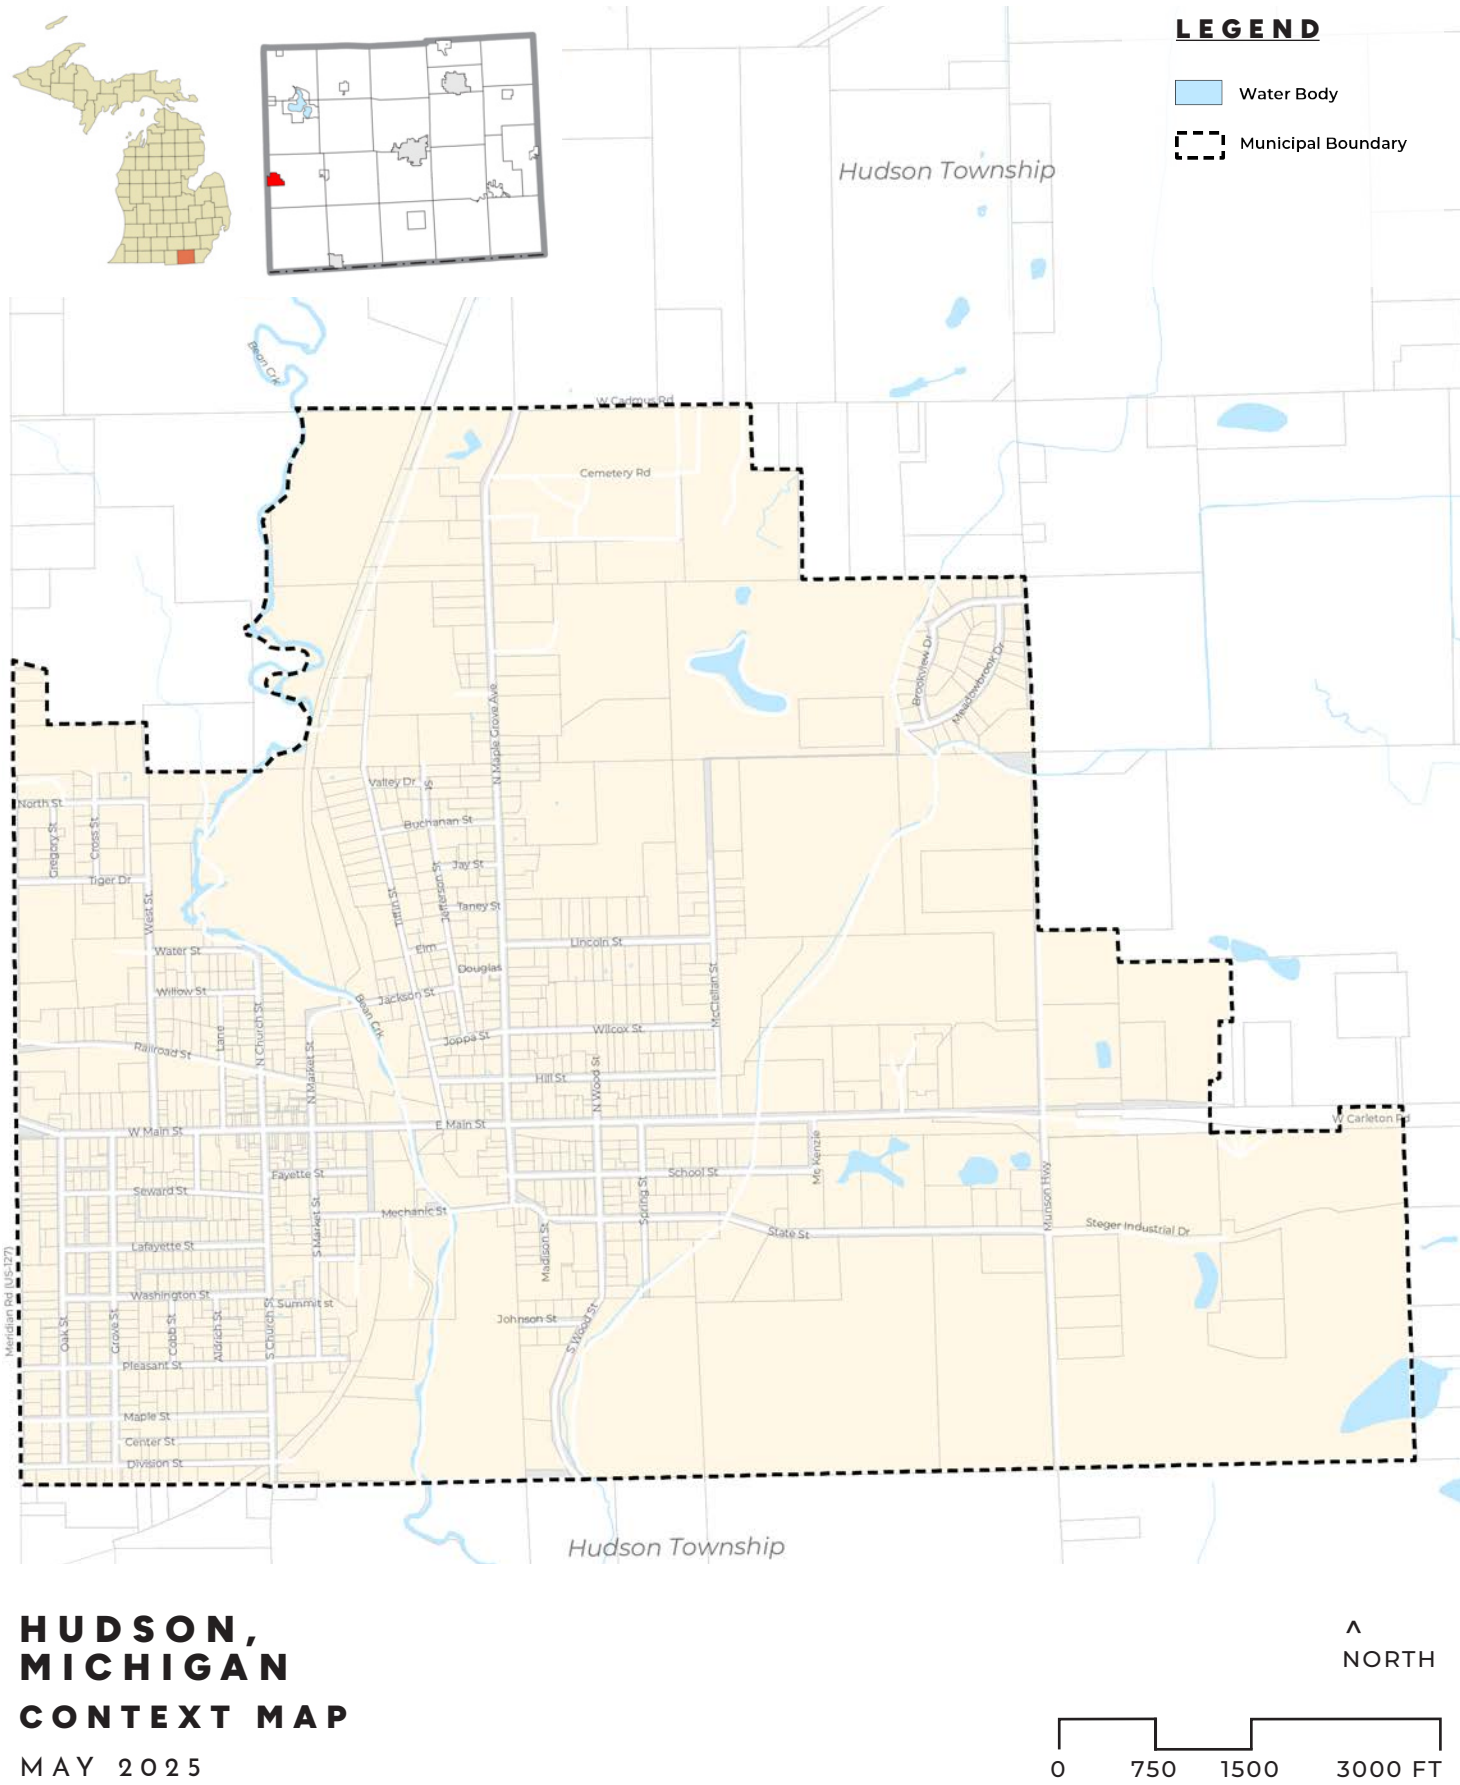 LEGEND
Water Body
Municipal Boundary
Hudson Township
Bean Crk
W Cadmus Rd
Cemetery Rd
Brookview Dr
Meadowbrook Dr
N Maple Grove Ave
Valley Dr
St
Buchanan St
North St
Gregory St
Cross St
Tiger Dr
West St
Jay St
Jefferson St
Tiffin St
Taney St
Elm
Lincoln St
Douglas
Water St
Willow St
Jackson St
Bean Crk
McClellan St
Lane
N Church St
Joppa St
Wilcox St
Railroad St
N Market St
Hill St
N Wood St
W Main St
E Main St
W Carleton Rd
Mc Kenzie
Fayette St
School St
Munson Hwy
Seward St
Spring St
Mechanic St
S Market St
Madison St
State St
Steger Industrial Dr
Lafayette St
Meridian Rd (US-127)
Washington St
Summit st
Oak St
Grove St
Cobb St
Aldrich St
S Church St
Johnson St
S Wood St
Pleasant St
Maple St
Center St
Division St
Hudson Township
HUDSON,
MICHIGAN
CONTEXT MAP
MAY 2025
^
NORTH
0 750 1500 3000 FT